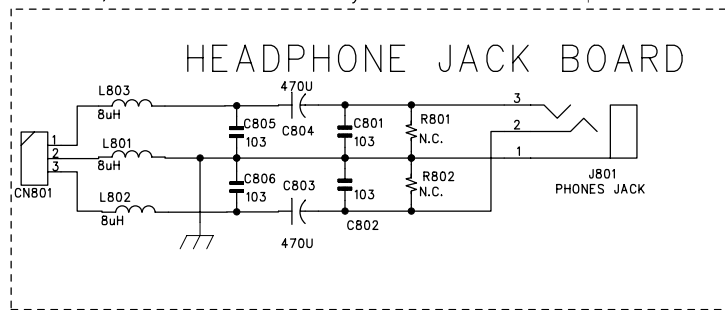 HEADPHONE JACK BOARD
L803
8uH
470U
C804
C805
103
C801
103
R801
N.C.
3
2
1
J801
PHONES JACK
1
2
3
CN801
L801
8uH
C806
103
C803
470U
103
C802
R802
N.C.
L802
8uH